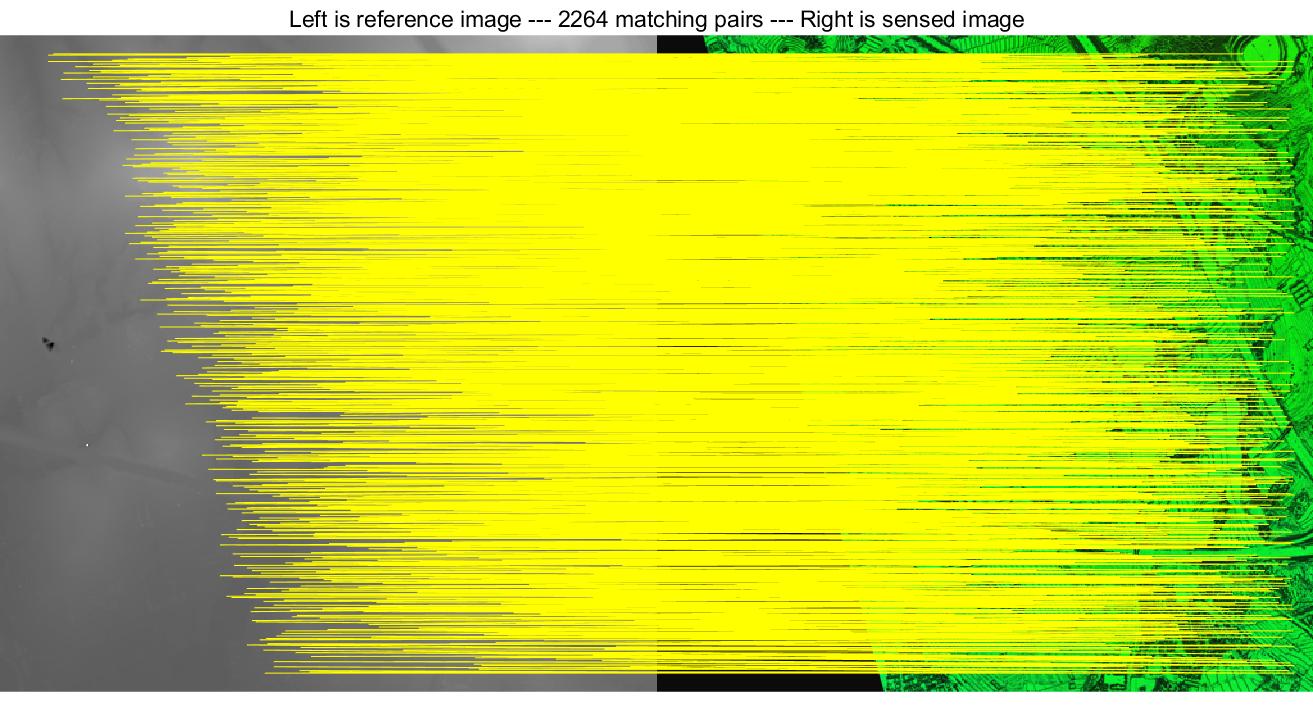 Left is reference image --- 2264 matching pairs --- Right is sensed image